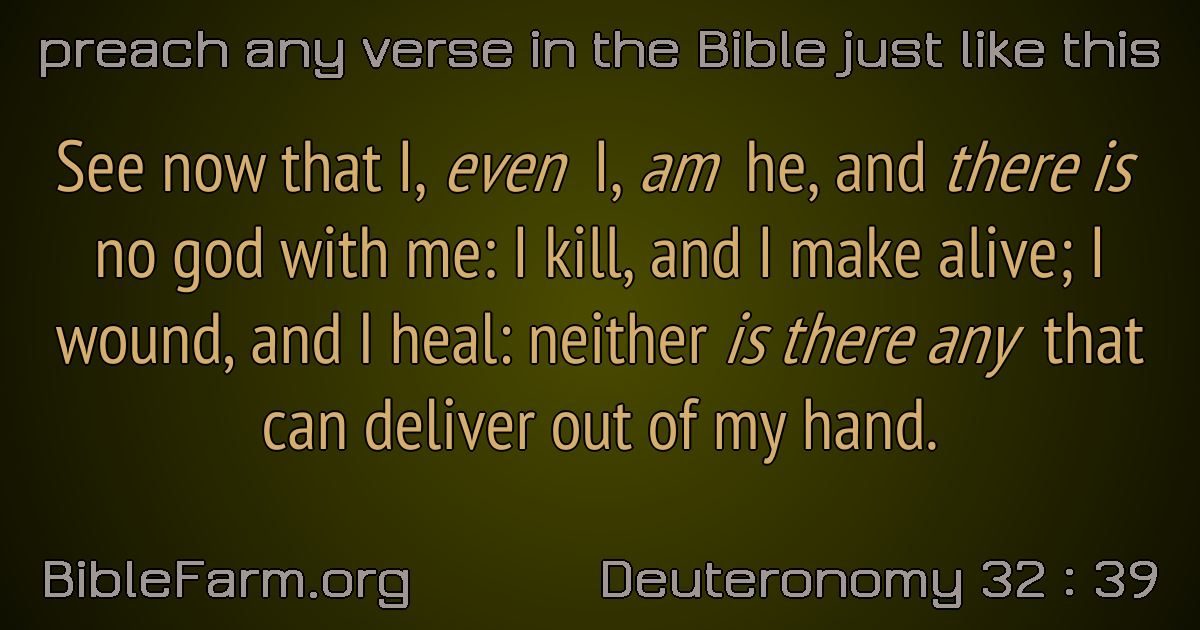 preach any verse in the Bible just like this
See now that I, even I, am he, and there is
no god with me: I kill, and I make alive; I
wound, and I heal: neither is there any that
can deliver out of my hand.
BibleFarm.org
Deuteronomy 32 : 39